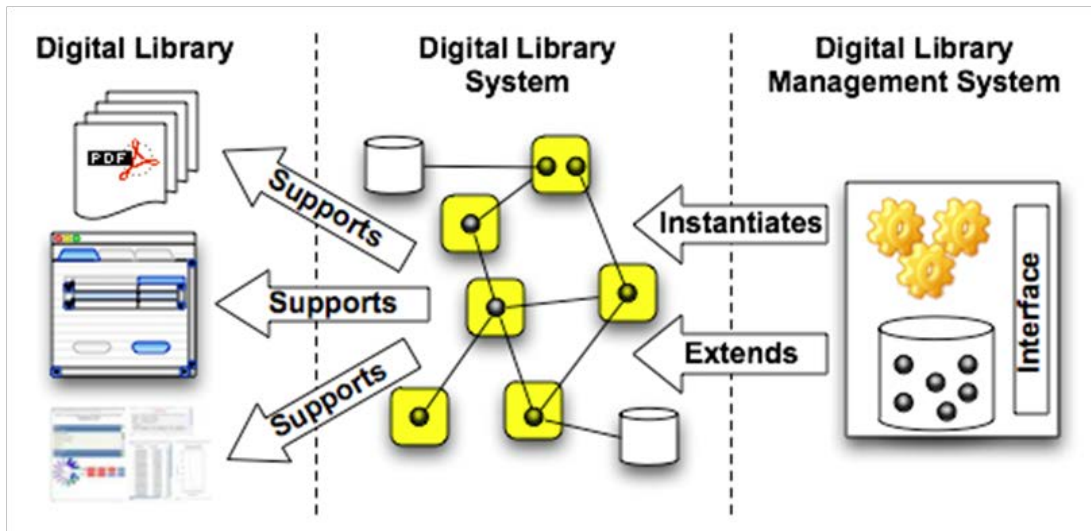 Digital Library
Digital Library
System
Digital Library
Management System
PDF
Supports
Supports
Supports
Instantiates
Extends
Interface